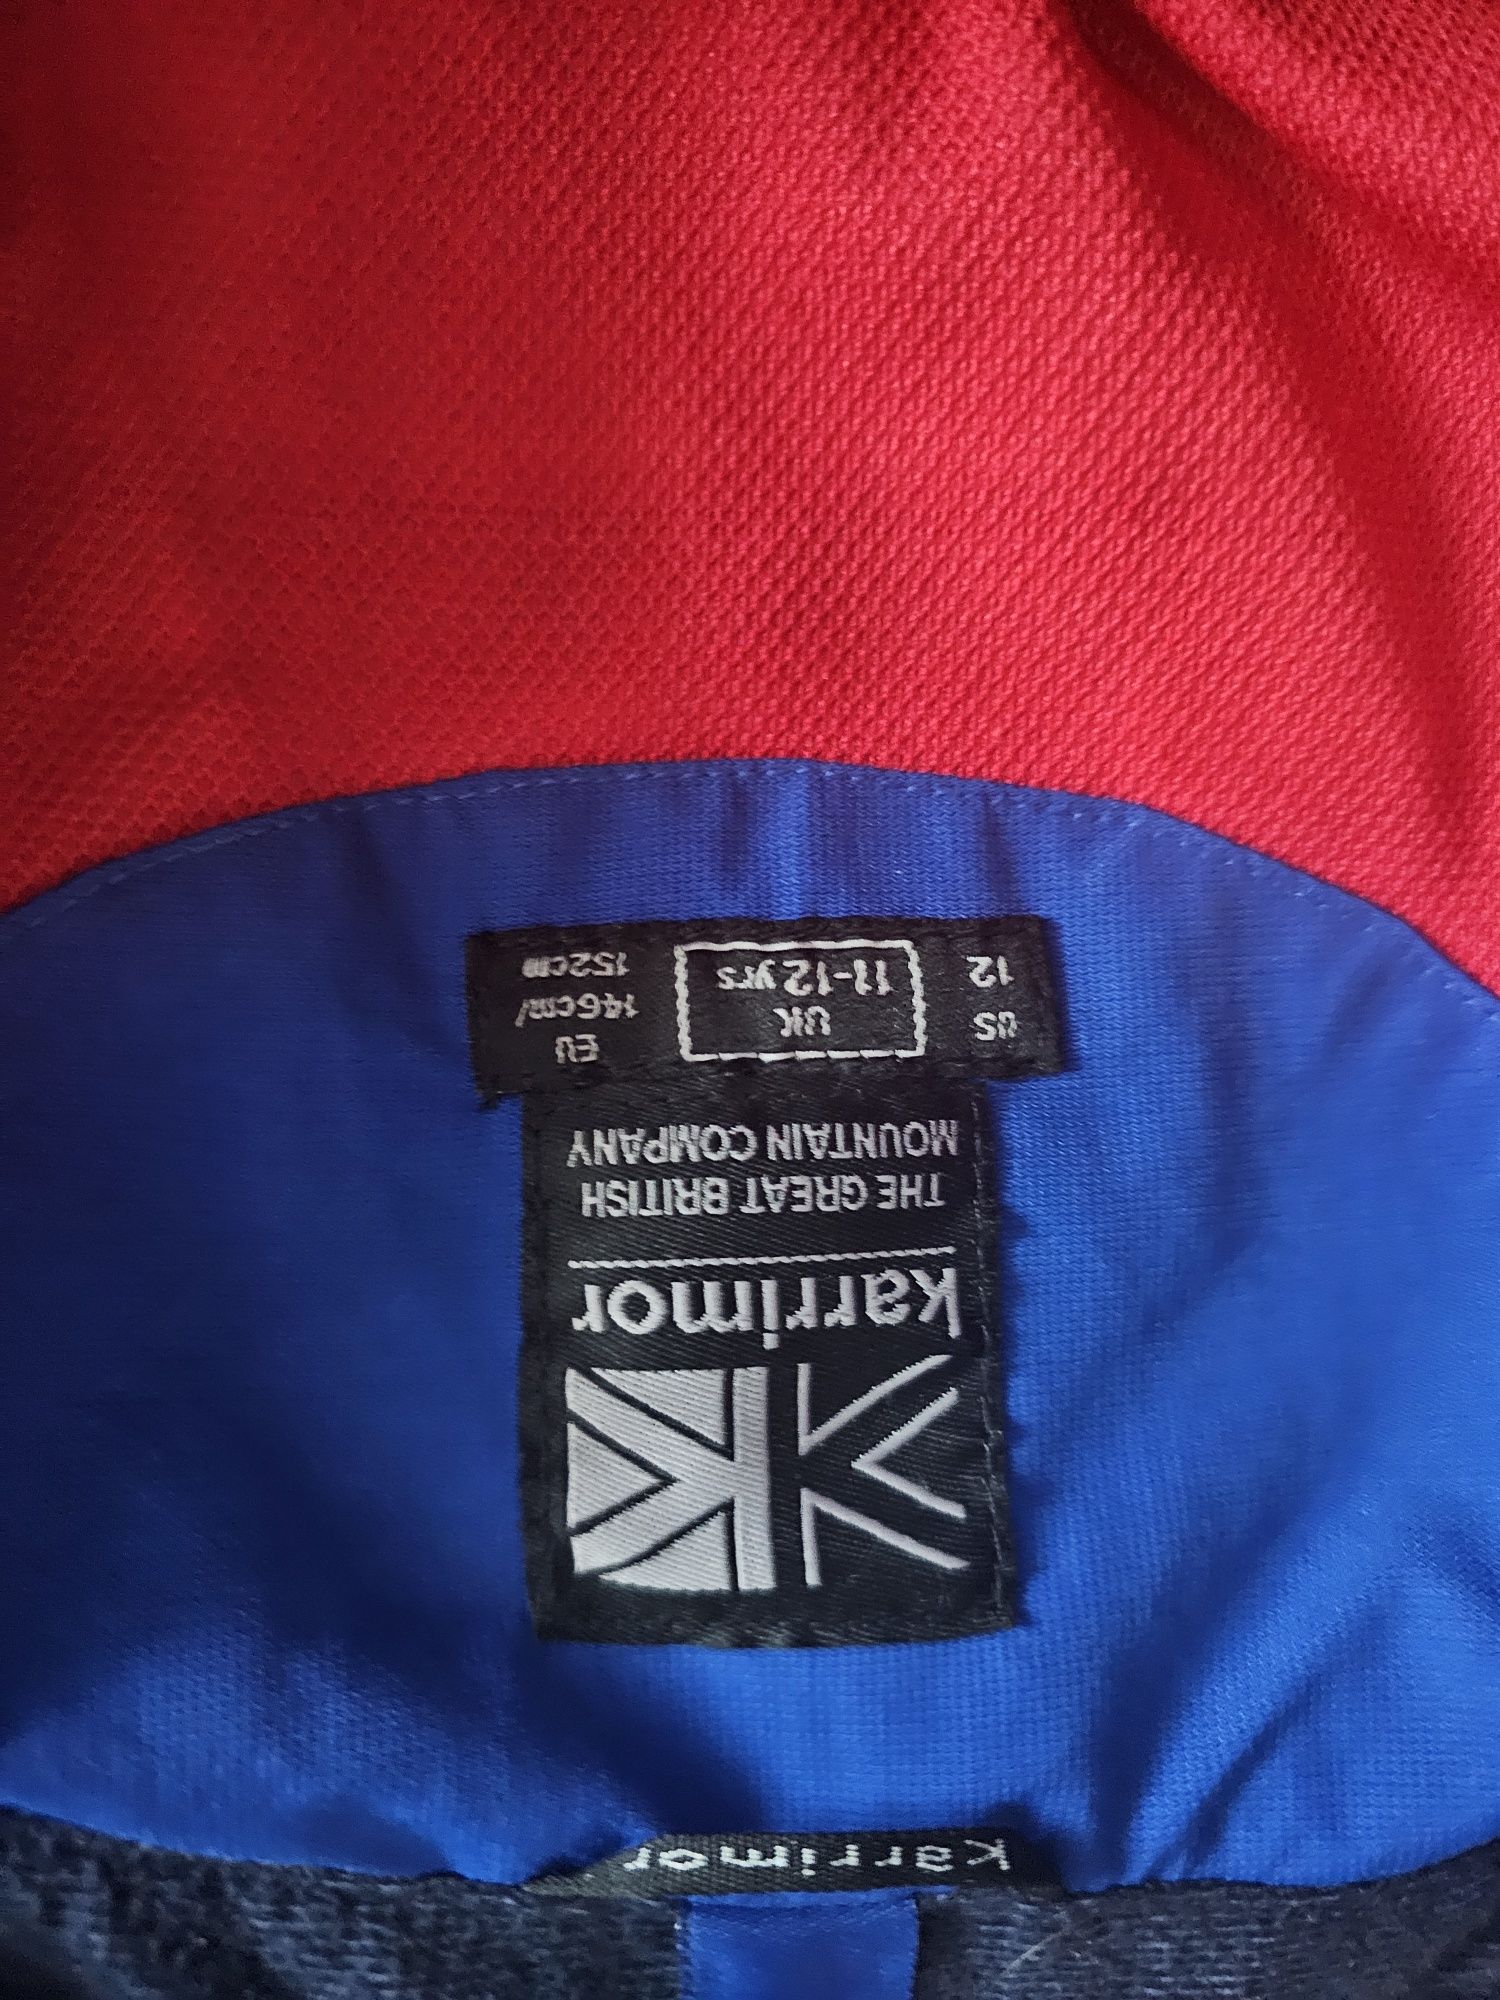 karrimor
karrimor
THE GREAT BRITISH
MOUNTAIN COMPANY
US UK EU
12 11-12 yrs 146cm/
152cm